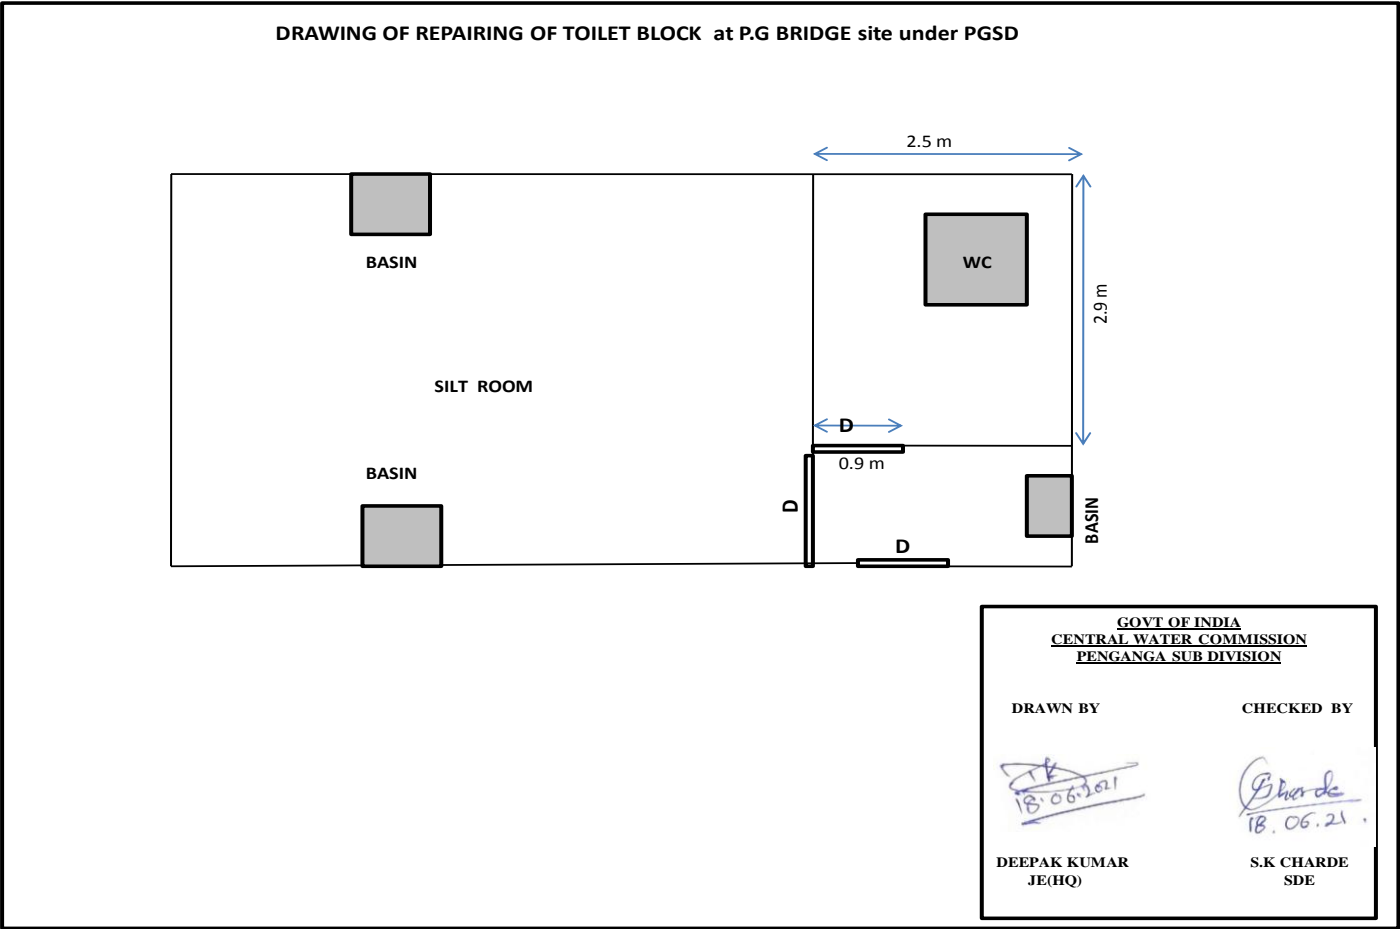 DRAWING OF REPAIRING OF TOILET BLOCK at P.G BRIDGE site under PGSD
2.5 m
BASIN
WC
2.9 m
SILT ROOM
D
0.9 m
BASIN
D
BASIN
D
GOVT OF INDIA
CENTRAL WATER COMMISSION
PENGANGA SUB DIVISION
DRAWN BY
CHECKED BY
18.06.2021
Charde
18.06.21.
DEEPAK KUMAR
JE(HQ)
S.K CHARDE
SDE